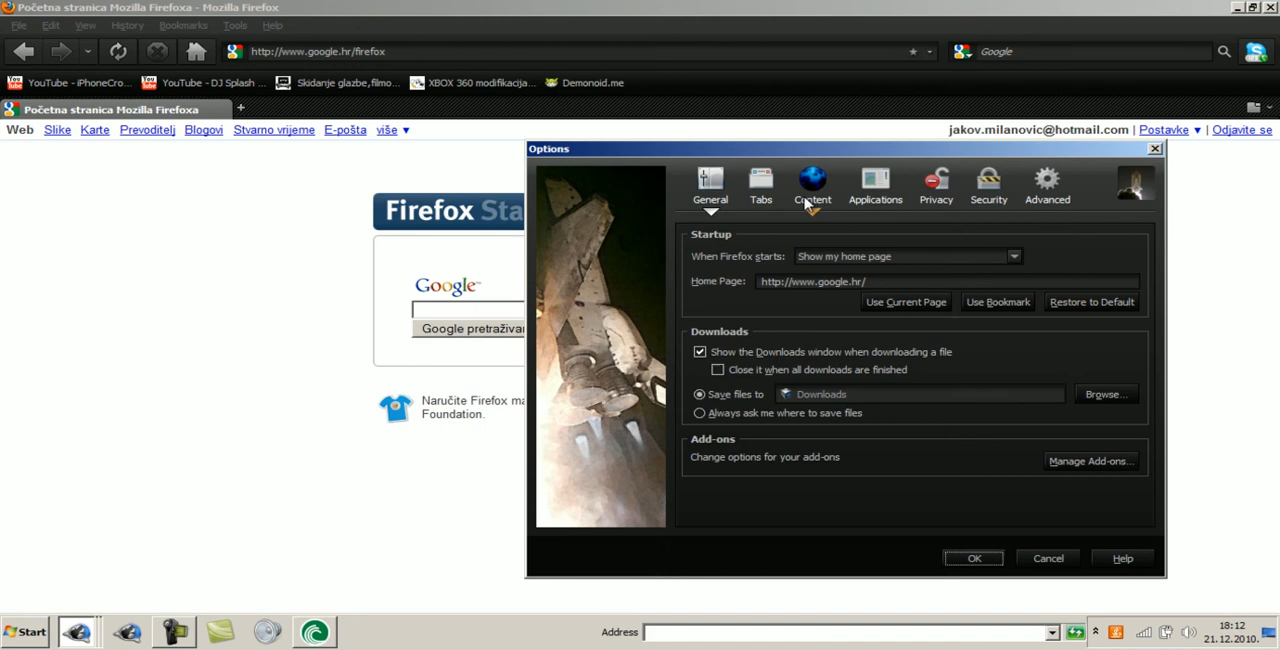 Početna stranica Mozilla Firefoxa - Mozilla Firefox
File Edit View History Bookmarks Tools Help
http://www.google.hr/firefox
Google
YouTube - iPhoneCro... YouTube - DJ Splash ... Skidanje glazbe,filmo... XBOX 360 modifikacija... Demonoid.me
Početna stranica Mozilla Firefoxa
Web Slike Karte Prevoditelj Blogovi Stvarno vrijeme E-pošta više ▼
jakov.milanovic@hotmail.com | Postavke ▼ | Odjavite se
Firefox Sta
Google™
Google pretraživan
Naručite Firefox ma
Foundation.
Options
General Tabs Content Applications Privacy Security Advanced
Startup
When Firefox starts: Show my home page
Home Page: http://www.google.hr/
Use Current Page Use Bookmark Restore to Default
Downloads
Show the Downloads window when downloading a file
Close it when all downloads are finished
Save files to Downloads Browse...
Always ask me where to save files
Add-ons
Change options for your add-ons
Manage Add-ons...
OK Cancel Help
Start
Address
18:12
21.12.2010.